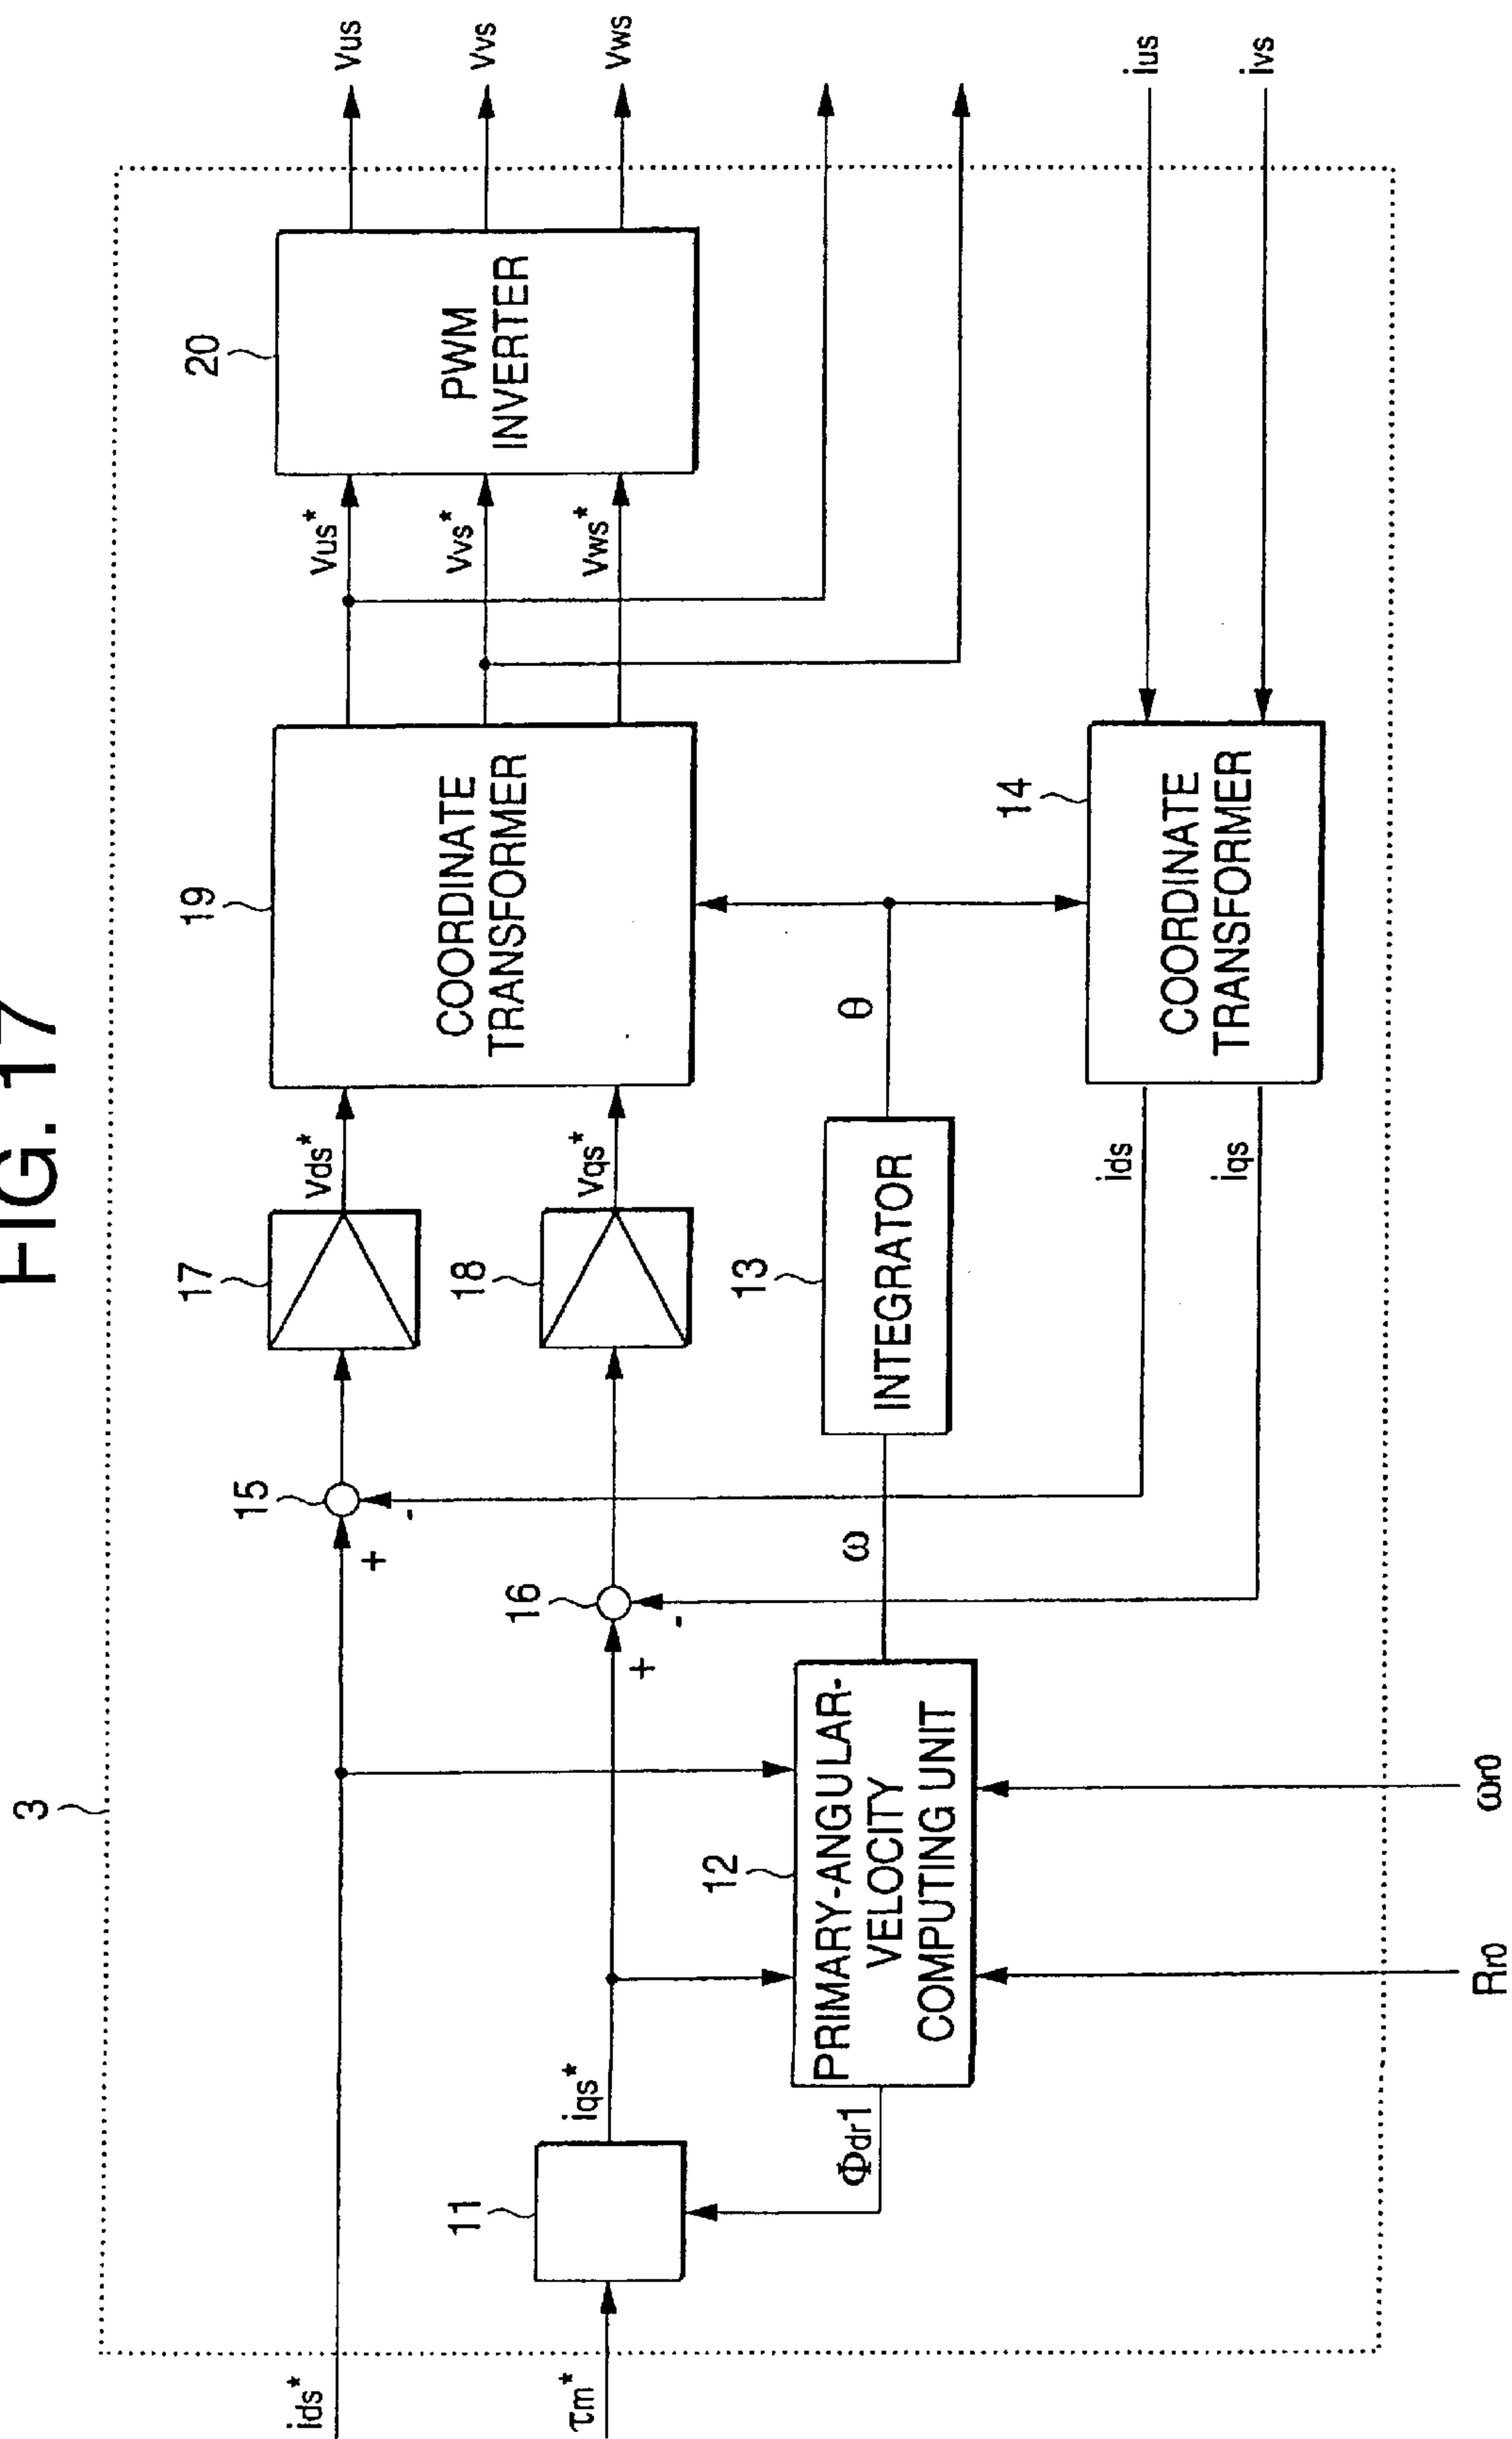 FIG. 17
3
ids*
τm*
11
iqs*
Φdr1
12
PRIMARY-ANGULAR-
VELOCITY
COMPUTING UNIT
Rr0
ωr0
+
-
15
+
-
16
ω
17
18
Vds*
Vqs*
13
INTEGRATOR
θ
ids
iqs
19
COORDINATE
TRANSFORMER
14
COORDINATE
TRANSFORMER
Vus*
Vvs*
Vws*
20
PWM
INVERTER
Vus
Vvs
Vws
ius
ivs